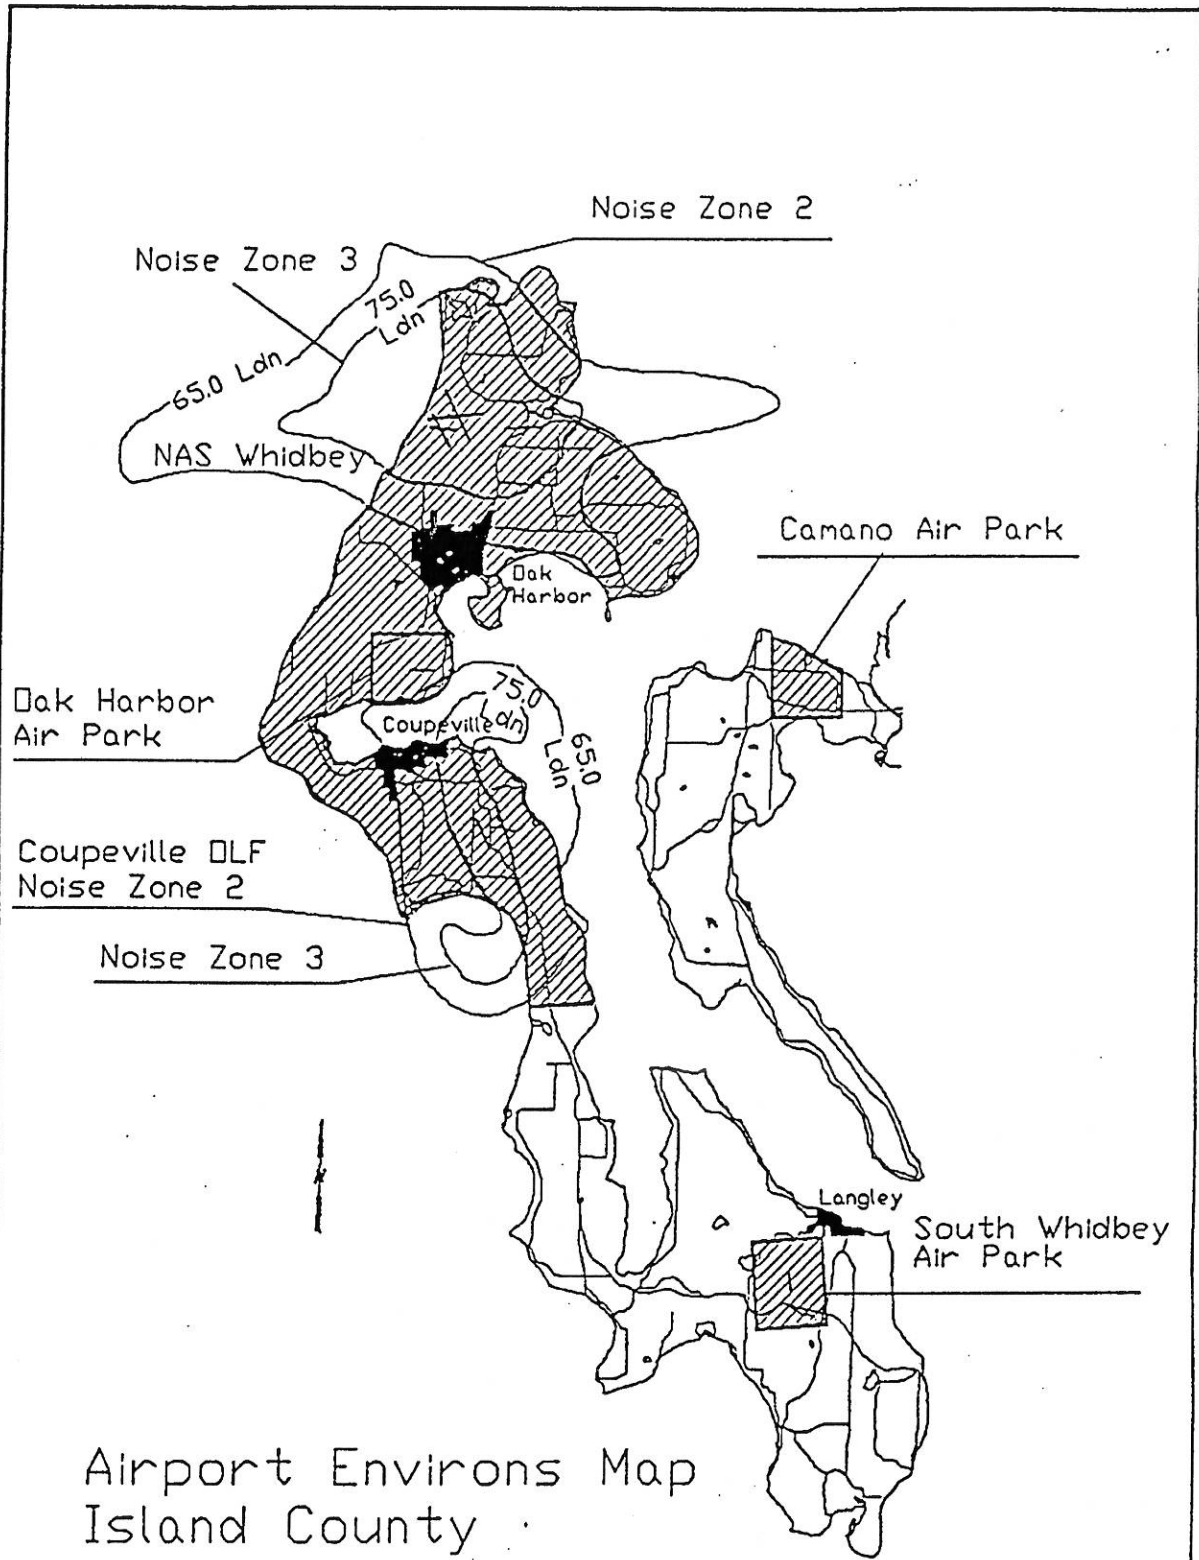 Noise Zone 2
Noise Zone 3
75.0
Ldn
65.0 Ldn
NAS Whidbey
Camano Air Park
Oak
Harbor
Oak Harbor
Air Park
75.0
Ldn
Coupeville
65.0
Ldn
Coupeville OLF
Noise Zone 2
Noise Zone 3
Langley
South Whidbey
Air Park
Airport Environs Map
Island County